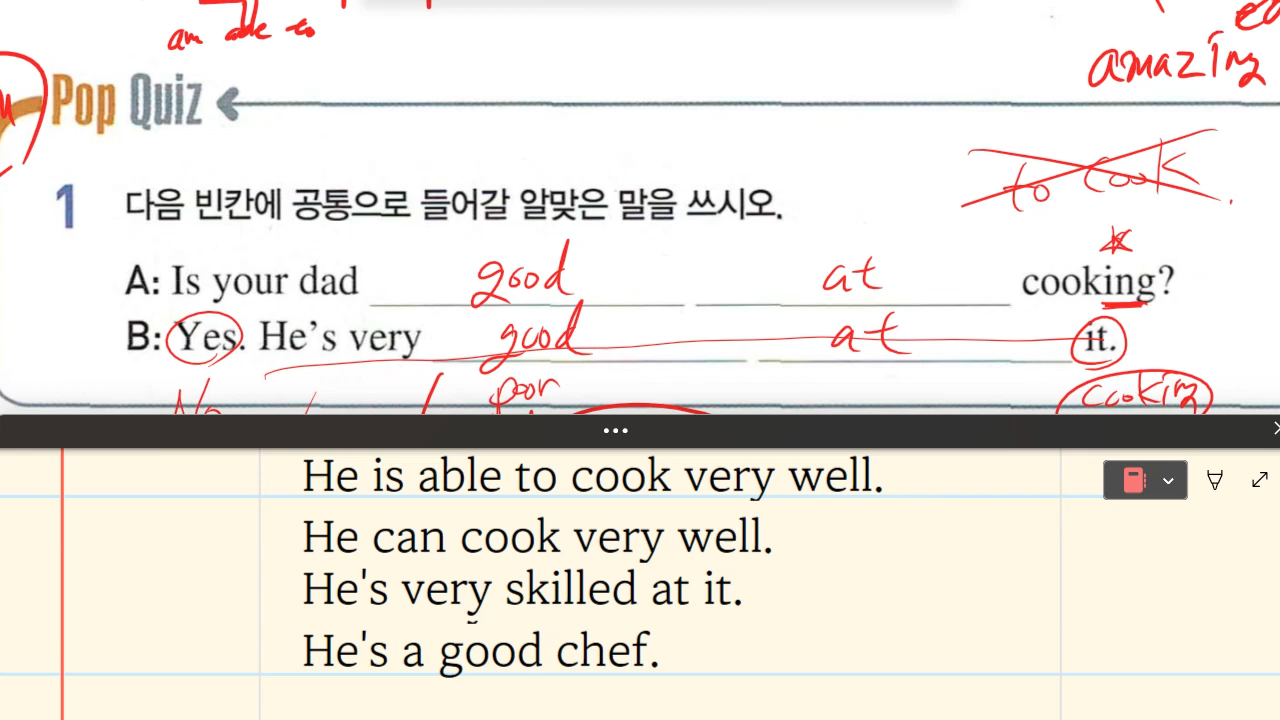 am able to
amazing
Pop Quiz
to cook.
1 다음 빈칸에 공통으로 들어갈 알맞은 말을 쓰시오.
A: Is your dad good at cooking?
B: Yes. He's very good at it.
No poor cooking
He is able to cook very well.
He can cook very well.
He's very skilled at it.
He's a good chef.